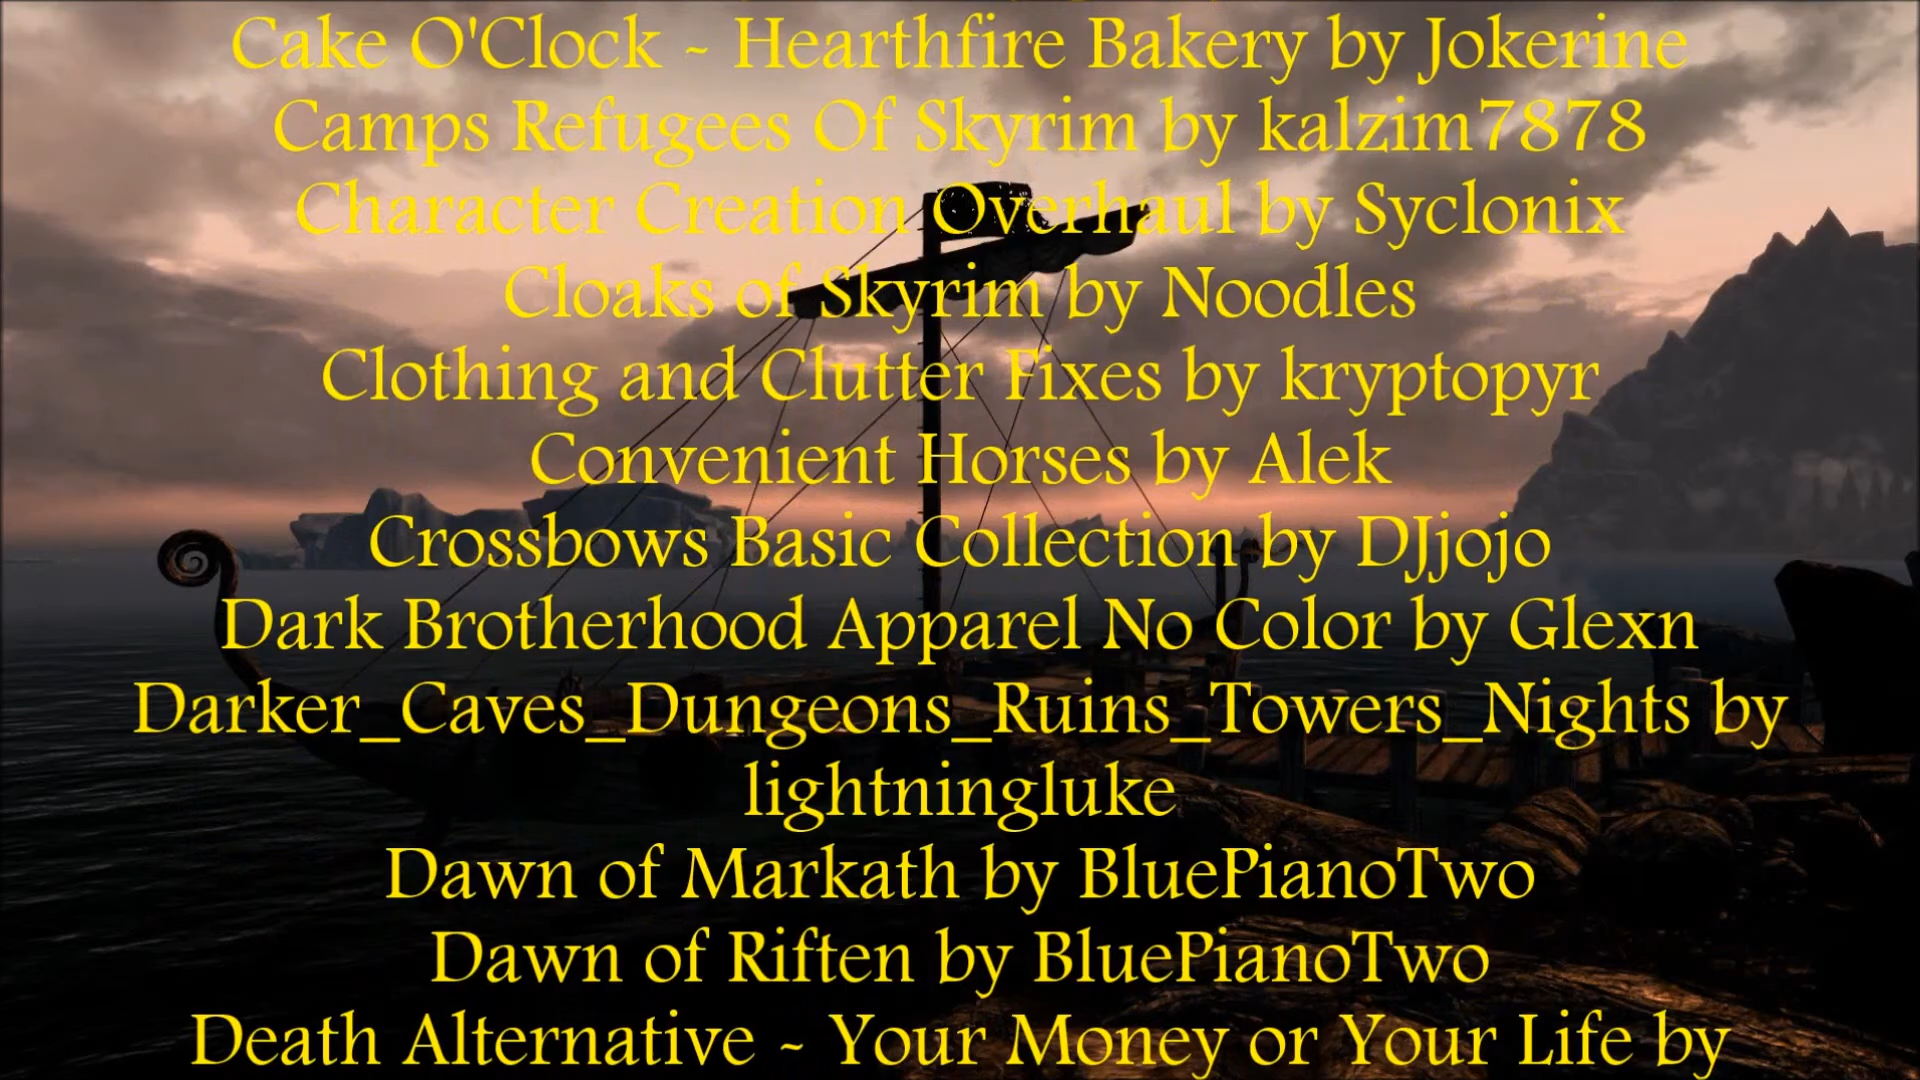 Cake O'Clock - Hearthfire Bakery by Jokerine
Camps Refugees Of Skyrim by kalzim7878
Character Creation Overhaul by Syclonix
Cloaks of Skyrim by Noodles
Clothing and Clutter Fixes by kryptopyr
Convenient Horses by Alek
Crossbows Basic Collection by DJjojo
Dark Brotherhood Apparel No Color by Glexn
Darker_Caves_Dungeons_Ruins_Towers_Nights by
lightningluke
Dawn of Markath by BluePianoTwo
Dawn of Riften by BluePianoTwo
Death Alternative - Your Money or Your Life by